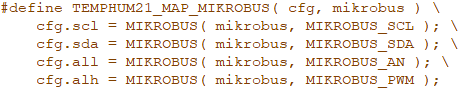 #define TEMPHUM21_MAP_MIKROBUS( cfg, mikrobus ) \
cfg.scl = MIKROBUS( mikrobus, MIKROBUS_SCL ); \
cfg.sda = MIKROBUS( mikrobus, MIKROBUS_SDA ); \
cfg.all = MIKROBUS( mikrobus, MIKROBUS_AN ); \
cfg.alh = MIKROBUS( mikrobus, MIKROBUS_PWM );